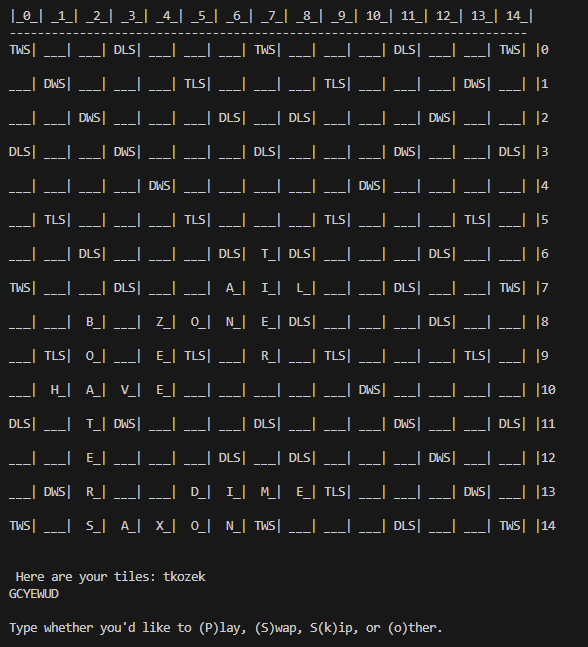 |_0_| _1_| _2_| _3_| _4_| _5_| _6_| _7_| _8_| _9_| 10_| 11_| 12_| 13_| 14_|
---------------------------------------------------------------------------
TWS| ___| ___| DLS| ___| ___| ___| TWS| ___| ___| ___| DLS| ___| ___| TWS| |0
___| DWS| ___| ___| ___| TLS| ___| ___| ___| TLS| ___| ___| ___| DWS| ___| |1
___| ___| DWS| ___| ___| ___| DLS| ___| DLS| ___| ___| ___| DWS| ___| ___| |2
DLS| ___| ___| DWS| ___| ___| ___| DLS| ___| ___| ___| DWS| ___| ___| DLS| |3
___| ___| ___| ___| DWS| ___| ___| ___| ___| ___| DWS| ___| ___| ___| ___| |4
___| TLS| ___| ___| ___| TLS| ___| ___| ___| TLS| ___| ___| ___| TLS| ___| |5
___| ___| DLS| ___| ___| ___| DLS| T_| DLS| ___| ___| ___| DLS| ___| ___| |6
TWS| ___| ___| DLS| ___| ___| A_| I_| L_| ___| ___| DLS| ___| ___| TWS| |7
___| ___| B_| ___| Z_| O_| N_| E_| DLS| ___| ___| ___| DLS| ___| ___| |8
___| TLS| O_| ___| E_| TLS| ___| R_| ___| TLS| ___| ___| ___| TLS| ___| |9
___| H_| A_| V_| E_| ___| ___| ___| ___| ___| DWS| ___| ___| ___| ___| |10
DLS| ___| T_| DWS| ___| ___| ___| DLS| ___| ___| ___| DWS| ___| ___| DLS| |11
___| ___| E_| ___| ___| ___| DLS| ___| DLS| ___| ___| ___| DWS| ___| ___| |12
___| DWS| R_| ___| ___| D_| I_| M_| E_| TLS| ___| ___| ___| DWS| ___| |13
TWS| ___| S_| A_| X_| O_| N_| TWS| ___| ___| ___| DLS| ___| ___| TWS| |14
Here are your tiles: tkozek
GCYEWUD
Type whether you'd like to (P)lay, (S)wap, S(k)ip, or (o)ther.